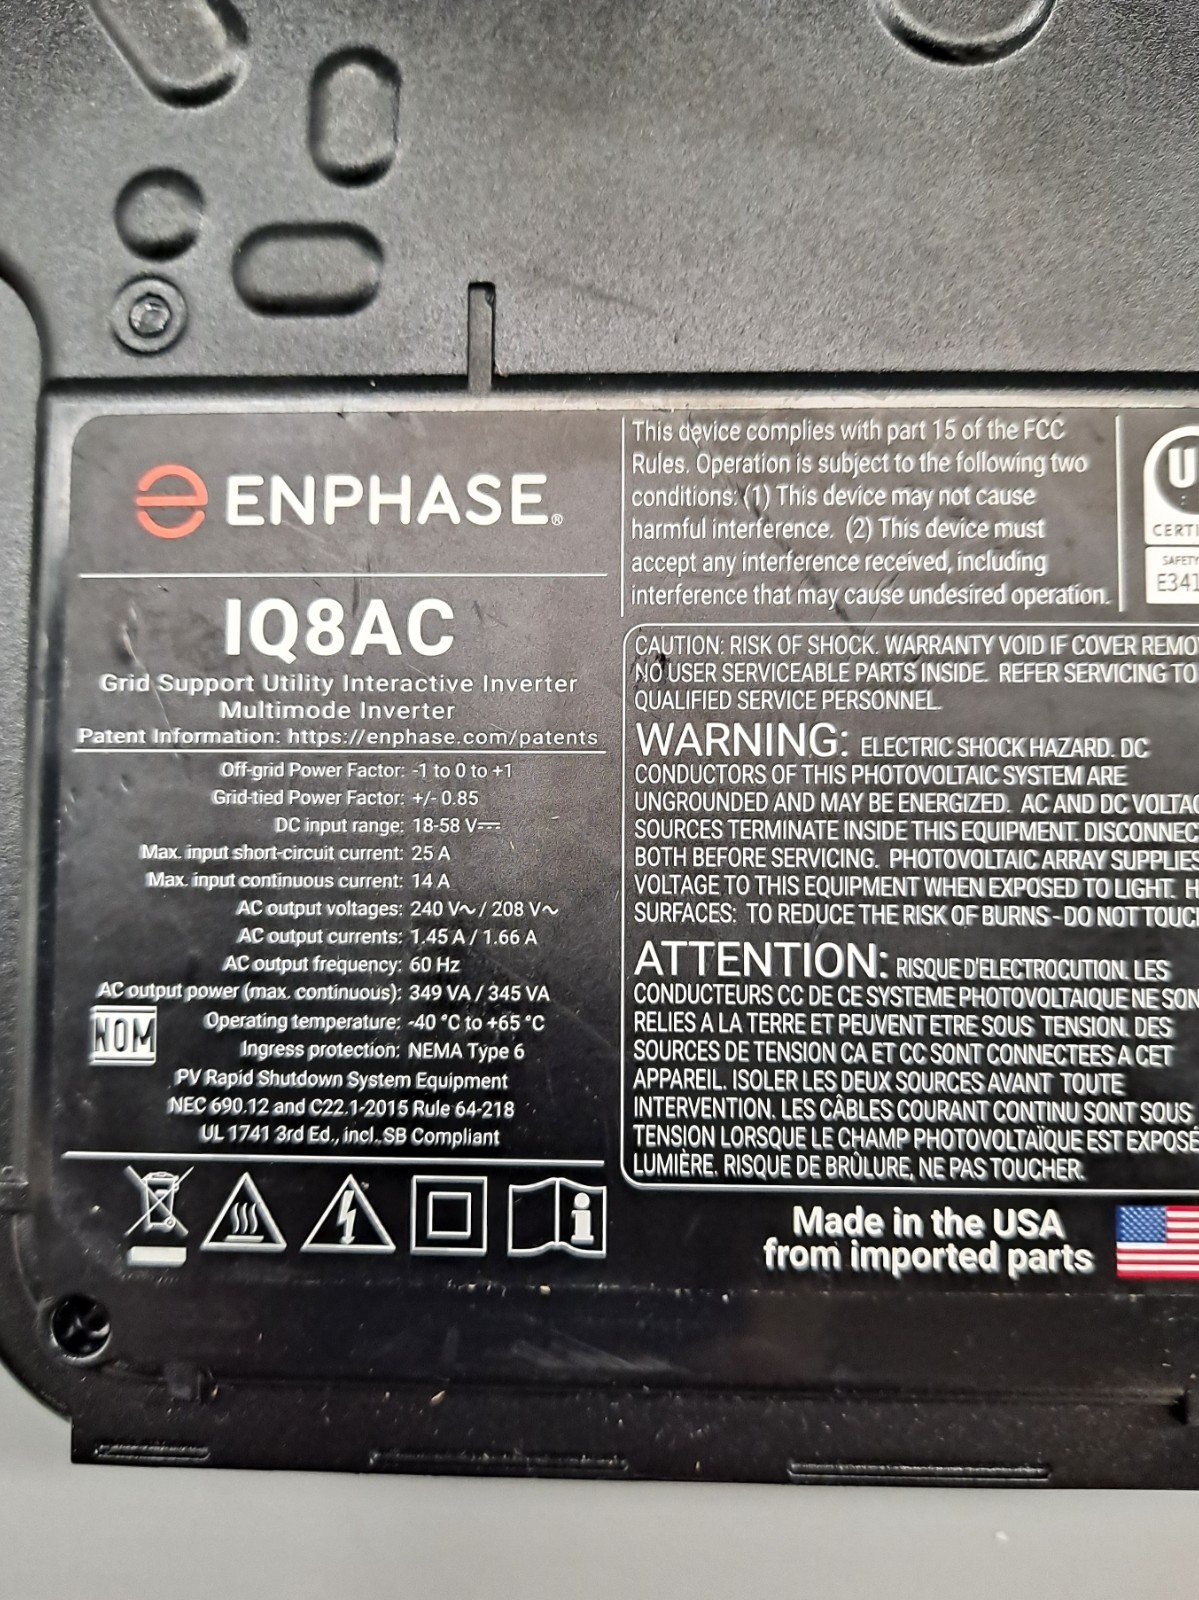 ENPHASE®
IQ8AC
Grid Support Utility Interactive Inverter
Multimode Inverter
Patent Information: https://enphase.com/patents
Off-grid Power Factor: -1 to 0 to +1
Grid-tied Power Factor: +/- 0.85
DC input range: 18-58 V⎓
Max. input short-circuit current: 25 A
Max. input continuous current: 14 A
AC output voltages: 240 V~ / 208 V~
AC output currents: 1.45 A / 1.66 A
AC output frequency: 60 Hz
AC output power (max. continuous): 349 VA / 345 VA
NOM
Operating temperature: -40 °C to +65 °C
Ingress protection: NEMA Type 6
PV Rapid Shutdown System Equipment
NEC 690.12 and C22.1-2015 Rule 64-218
UL 1741 3rd Ed., incl. SB Compliant
This device complies with part 15 of the FCC
Rules. Operation is subject to the following two
conditions: (1) This device may not cause
harmful interference. (2) This device must
accept any interference received, including
interference that may cause undesired operation.
U
CERTI
SAFETY
E341
CAUTION: RISK OF SHOCK. WARRANTY VOID IF COVER REMO
NO USER SERVICEABLE PARTS INSIDE. REFER SERVICING TO
QUALIFIED SERVICE PERSONNEL.
WARNING: ELECTRIC SHOCK HAZARD. DC
CONDUCTORS OF THIS PHOTOVOLTAIC SYSTEM ARE
UNGROUNDED AND MAY BE ENERGIZED. AC AND DC VOLTAG
SOURCES TERMINATE INSIDE THIS EQUIPMENT. DISCONNEC
BOTH BEFORE SERVICING. PHOTOVOLTAIC ARRAY SUPPLIES
VOLTAGE TO THIS EQUIPMENT WHEN EXPOSED TO LIGHT. H
SURFACES: TO REDUCE THE RISK OF BURNS - DO NOT TOUC
ATTENTION: RISQUE D'ELECTROCUTION. LES
CONDUCTEURS CC DE CE SYSTEME PHOTOVOLTAIQUE NE SON
RELIES A LA TERRE ET PEUVENT ETRE SOUS TENSION. DES
SOURCES DE TENSION CA ET CC SONT CONNECTEES A CET
APPAREIL. ISOLER LES DEUX SOURCES AVANT TOUTE
INTERVENTION. LES CÂBLES COURANT CONTINU SONT SOUS
TENSION LORSQUE LE CHAMP PHOTOVOLTAÏQUE EST EXPOSÉ
LUMIÈRE. RISQUE DE BRÛLURE, NE PAS TOUCHER.
Made in the USA
from imported parts